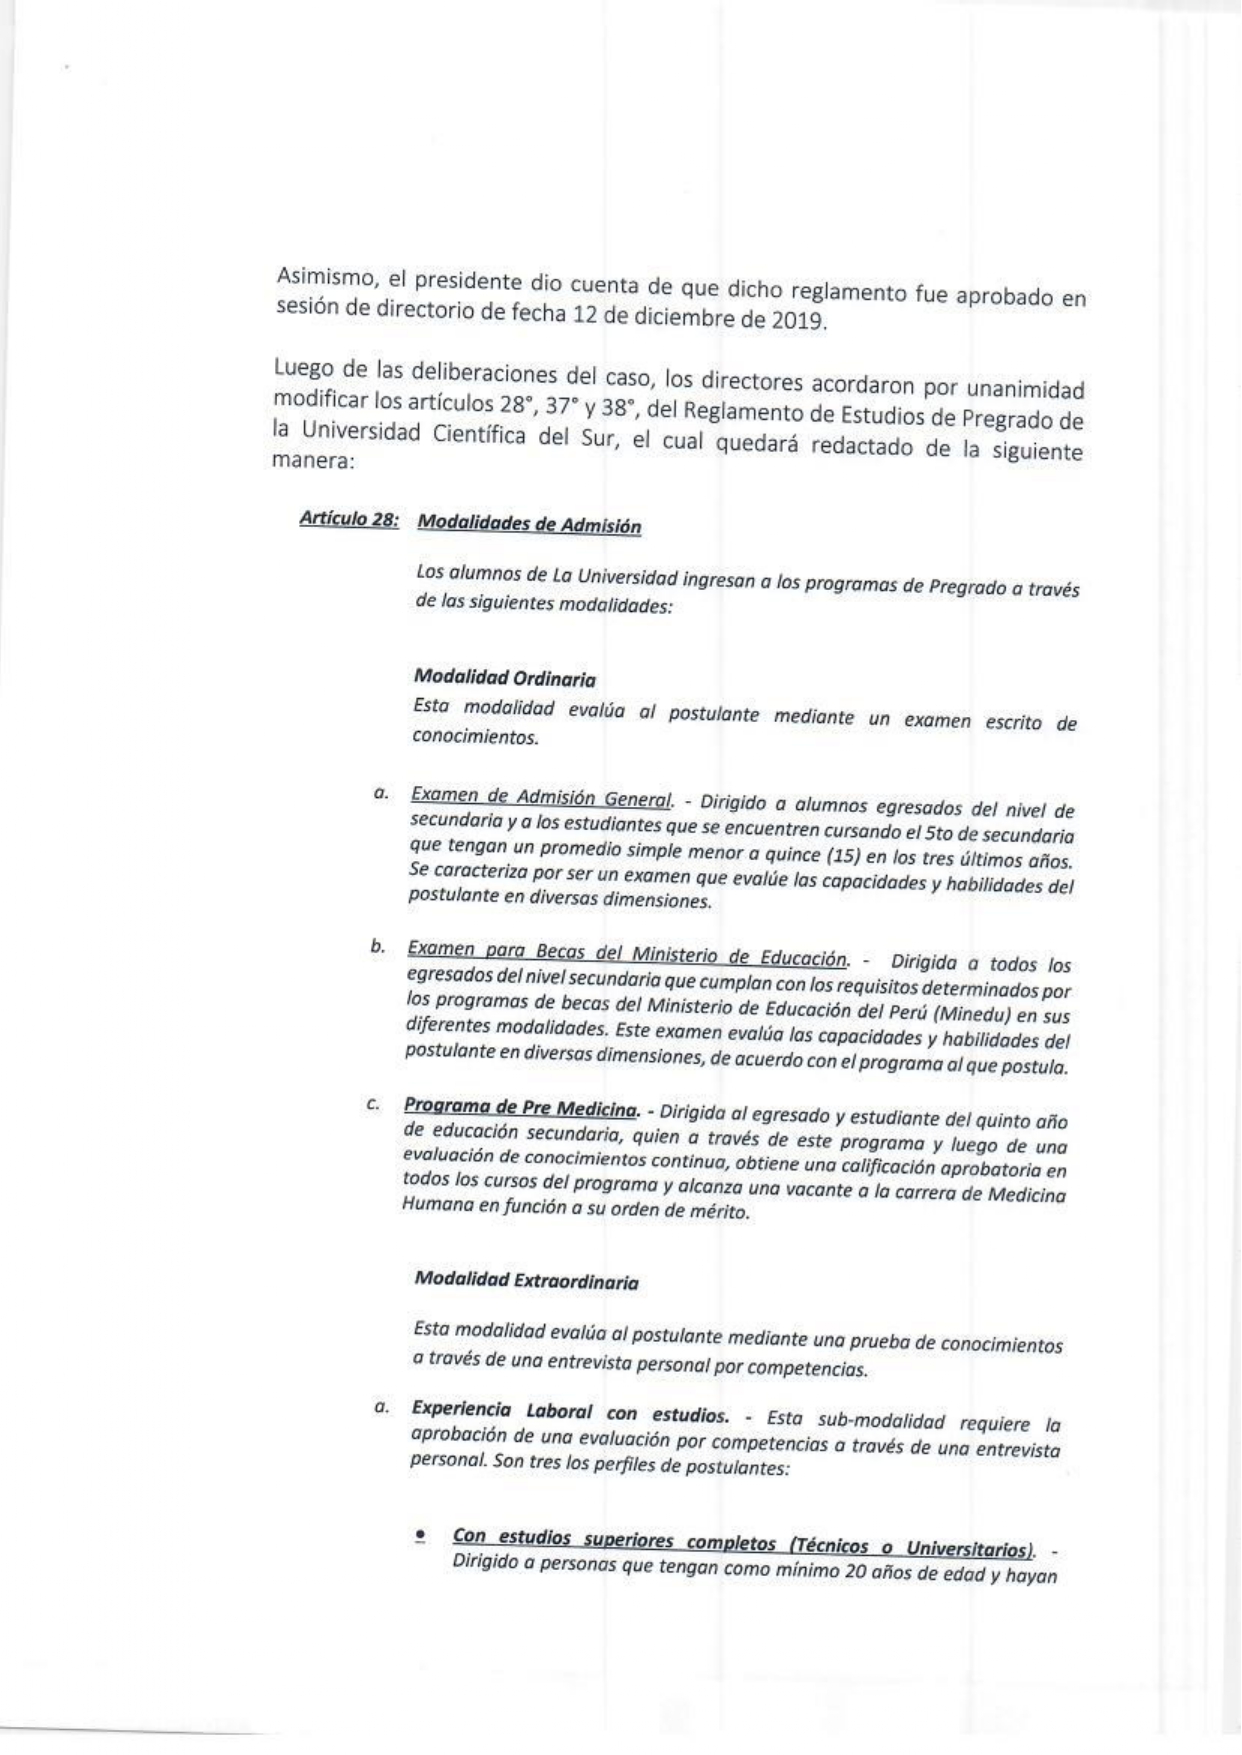 Asimismo, el presidente dio cuenta de que dicho reglamento fue aprobado en
sesión de directorio de fecha 12 de diciembre de 2019.
Luego de las deliberaciones del caso, los directores acordaron por unanimidad
modificar los artículos 28°, 37° y 38°, del Reglamento de Estudios de Pregrado de
la Universidad Científica del Sur, el cual quedará redactado de la siguiente
manera:
Artículo 28: Modalidades de Admisión
Los alumnos de La Universidad ingresan a los programas de Pregrado a través
de las siguientes modalidades:
Modalidad Ordinaria
Esta modalidad evalúa al postulante mediante un examen escrito de
conocimientos.
a. Examen de Admisión General. - Dirigido a alumnos egresados del nivel de
secundaria y a los estudiantes que se encuentren cursando el 5to de secundaria
que tengan un promedio simple menor a quince (15) en los tres últimos años.
Se caracteriza por ser un examen que evalúe las capacidades y habilidades del
postulante en diversas dimensiones.
b. Examen para Becas del Ministerio de Educación. - Dirigida a todos los
egresados del nivel secundaria que cumplan con los requisitos determinados por
los programas de becas del Ministerio de Educación del Perú (Minedu) en sus
diferentes modalidades. Este examen evalúa las capacidades y habilidades del
postulante en diversas dimensiones, de acuerdo con el programa al que postula.
c. Programa de Pre Medicina. - Dirigida al egresado y estudiante del quinto año
de educación secundaria, quien a través de este programa y luego de una
evaluación de conocimientos continua, obtiene una calificación aprobatoria en
todos los cursos del programa y alcanza una vacante a la carrera de Medicina
Humana en función a su orden de mérito.
Modalidad Extraordinaria
Esta modalidad evalúa al postulante mediante una prueba de conocimientos
a través de una entrevista personal por competencias.
a. Experiencia Laboral con estudios. - Esta sub-modalidad requiere la
aprobación de una evaluación por competencias a través de una entrevista
personal. Son tres los perfiles de postulantes:
• Con estudios superiores completos (Técnicos o Universitarios). -
Dirigido a personas que tengan como mínimo 20 años de edad y hayan